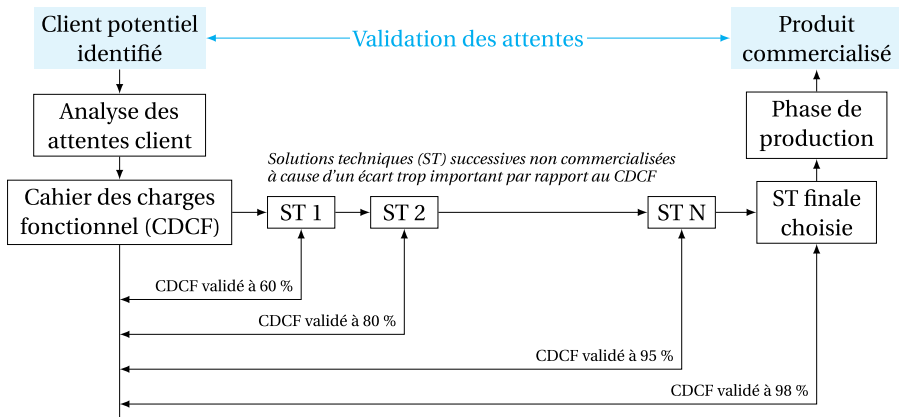 Client potentiel
identifié
Validation des attentes
Produit
commercialisé
Analyse des
attentes client
Phase de
production
Solutions techniques (ST) successives non commercialisées
à cause d'un écart trop important par rapport au CDCF
Cahier des charges
fonctionnel (CDCF)
ST 1
ST 2
ST N
ST finale
choisie
CDCF validé à 60 %
CDCF validé à 80 %
CDCF validé à 95 %
CDCF validé à 98 %